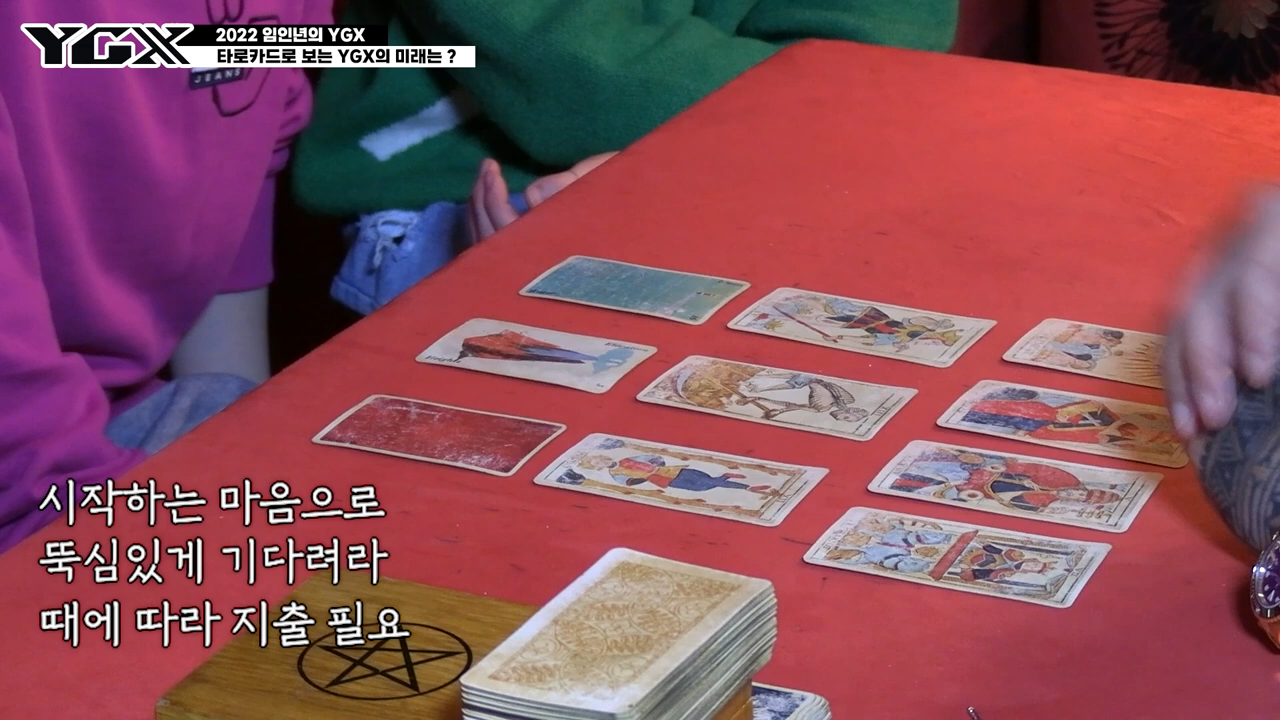 YGX
JEANS
2022 임인년의 YGX
타로카드로 보는 YGX의 미래는 ?
시작하는 마음으로
뚝심있게 기다려라
때에 따라 지출 필요